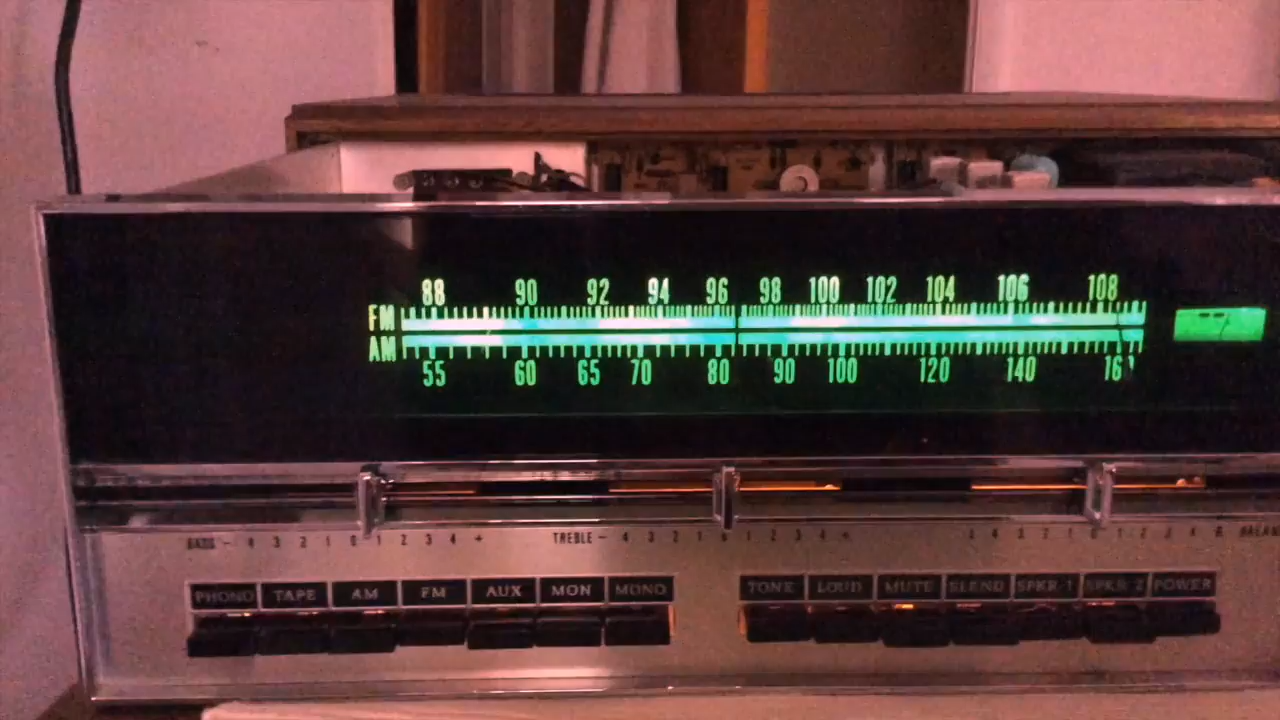 88 90 92 94 96 98 100 102 104 106 108
FM
AM
55 60 65 70 80 90 100 120 140 16
BASS - 4 3 2 1 0 1 2 3 4 + TREBLE - 4 3 2 1 0 1 2 3 4 +
PHONO TAPE AM FM AUX MON MONO TONE LOUD MUTE BLEND SPKR-1 SPKR-2 POWER